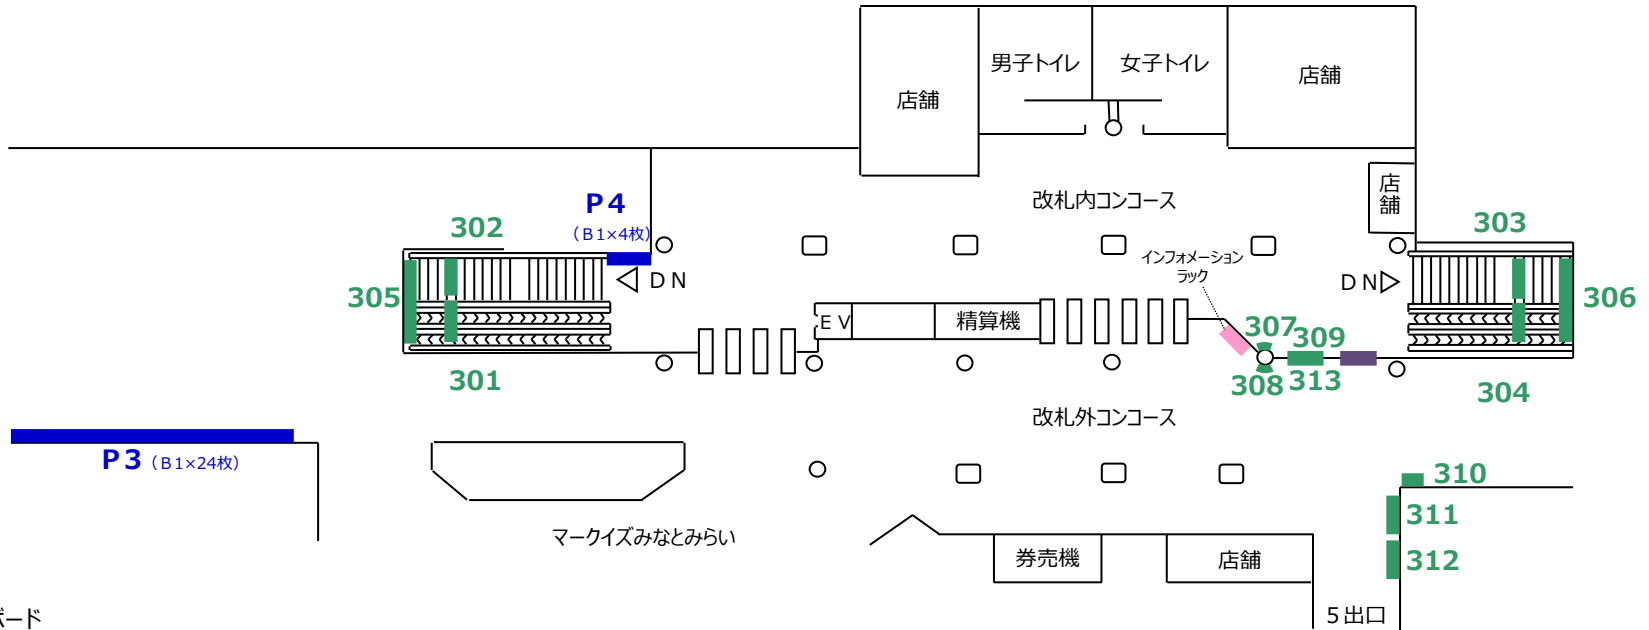 男子トイレ
女子トイレ
店舗
店舗
店舗
改札内コンコース
P4
(B1×4枚)
302
303
DN
インフォメーション
ラック
DN
305
306
EV
精算機
307
309
301
308
313
304
改札外コンコース
P3 (B1×24枚)
310
311
マークイズみなとみらい
券売機
店舗
312
5出口
ボード